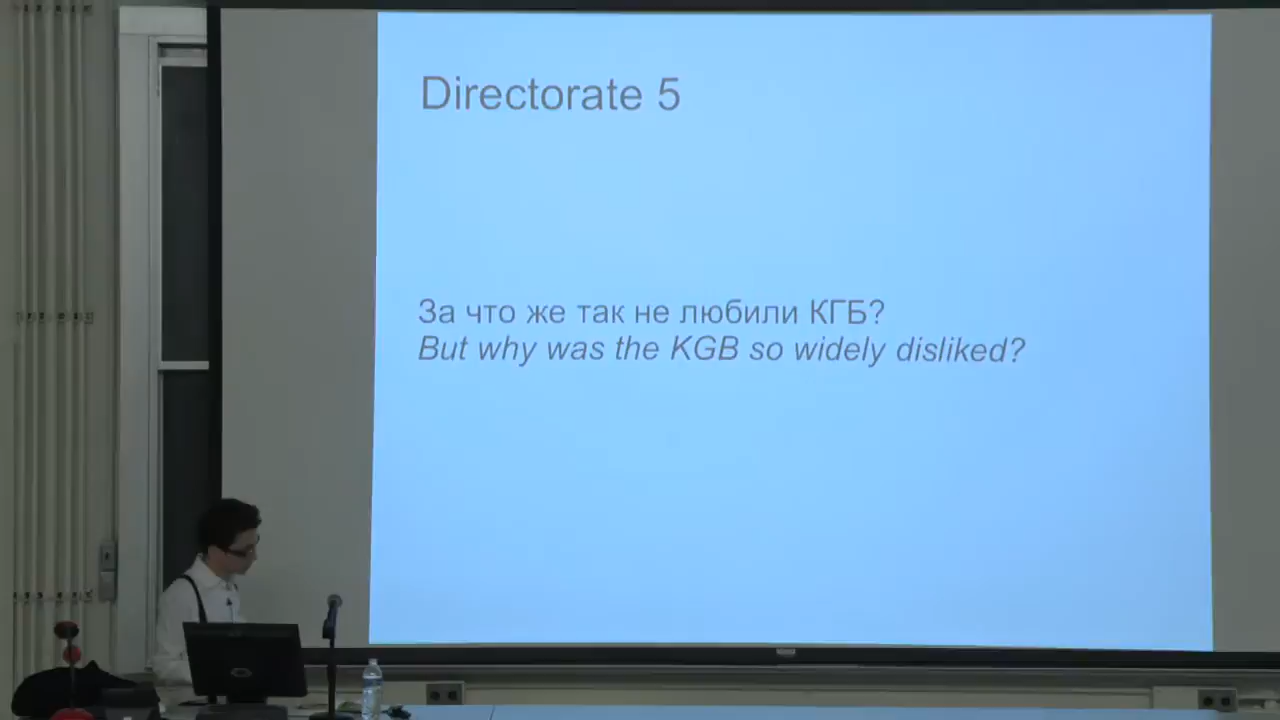 Directorate 5
За что же так не любили КГБ?
But why was the KGB so widely disliked?